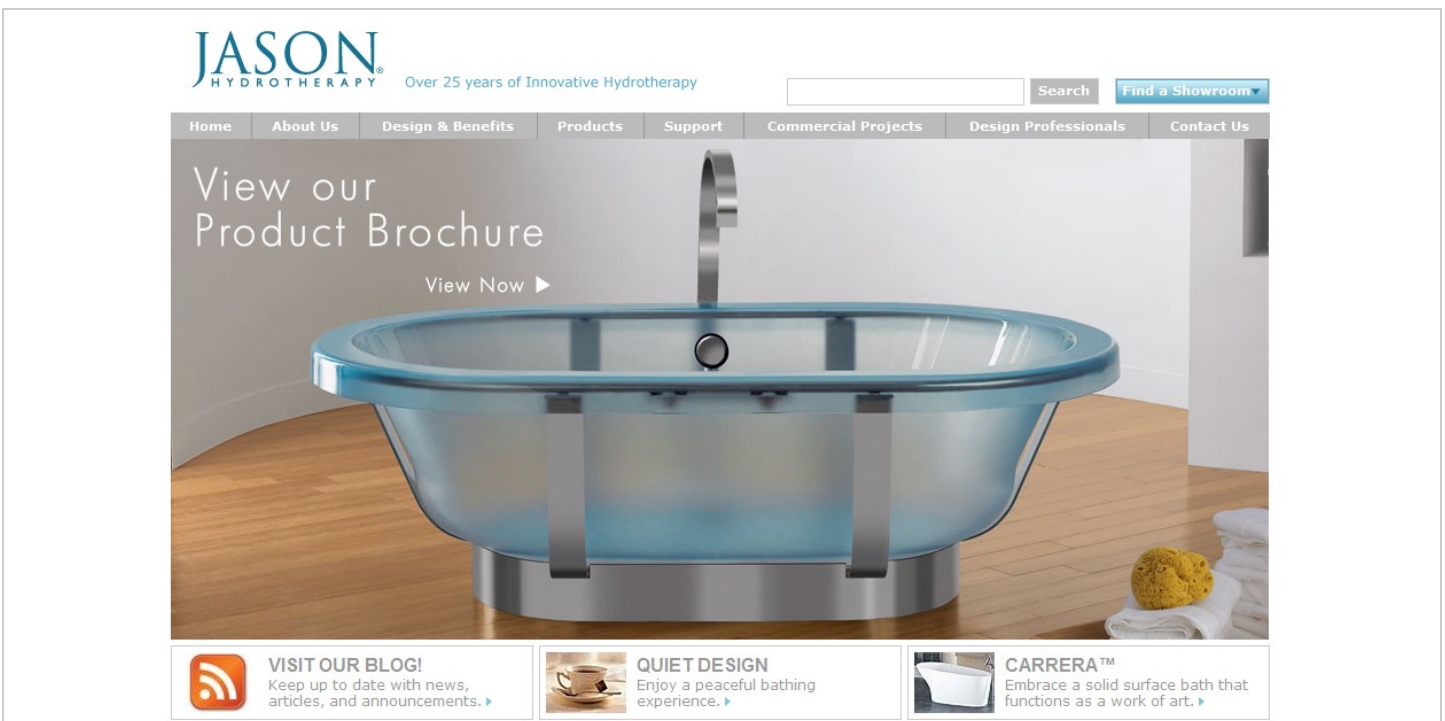 JASON®
HYDROTHERAPY
Over 25 years of Innovative Hydrotherapy
Search
Find a Showroom
Home About Us Design & Benefits Products Support Commercial Projects Design Professionals Contact Us
View our
Product Brochure
View Now
VISIT OUR BLOG!
Keep up to date with news,
articles, and announcements.
QUIET DESIGN
Enjoy a peaceful bathing
experience.
CARRERA™
Embrace a solid surface bath that
functions as a work of art.